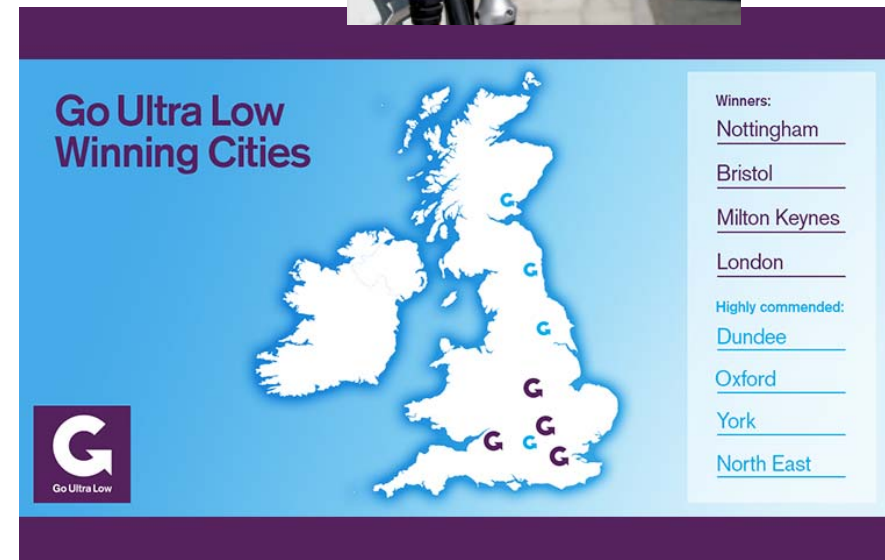 Go Ultra Low
Winning Cities
Winners:
Nottingham
Bristol
Milton Keynes
London
Highly commended:
Dundee
Oxford
York
North East
Go Ultra Low